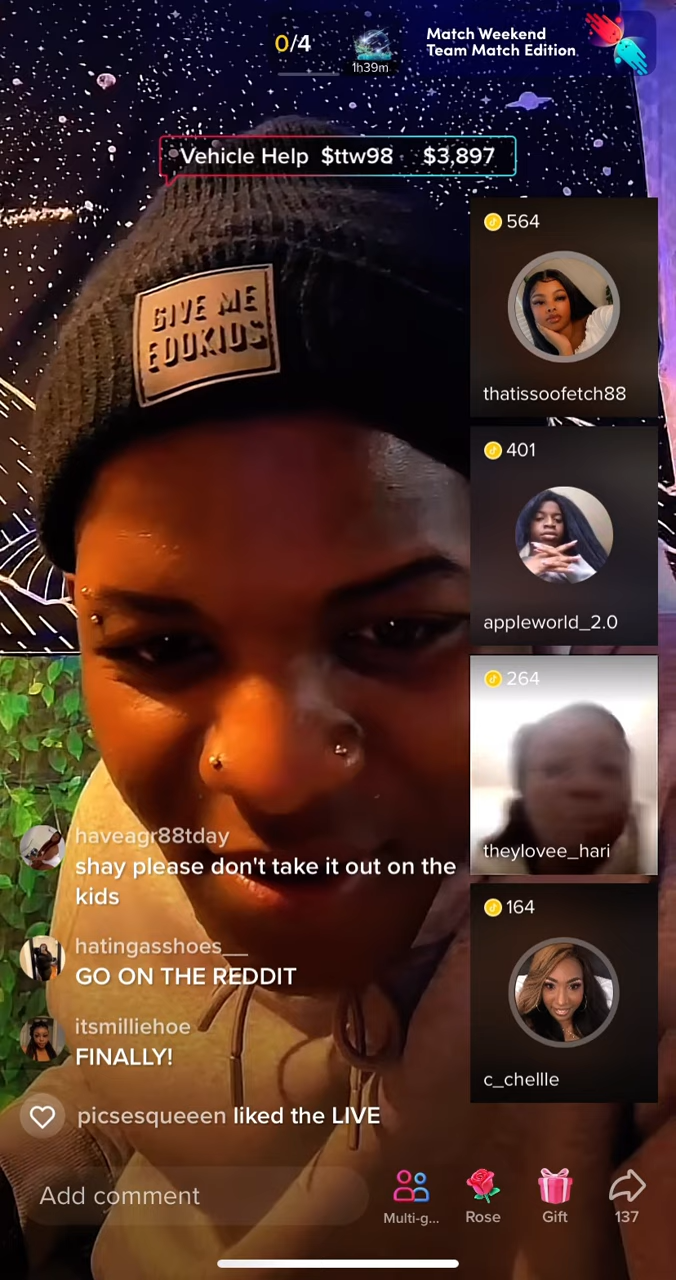 0/4
1h39m
Match Weekend
Team Match Edition
Vehicle Help $ttw98 $3,897
GIVE ME
EDOKIOS
564
thatissoofetch88
401
appleworld_2.0
264
theylovee_hari
164
c_chellle
haveagr88tday
shay please don't take it out on the
kids
hatingasshoes__
GO ON THE REDDIT
itsmilliehoe
FINALLY!
picsesqueeen liked the LIVE
Add comment
Multi-g...
Rose
Gift
137